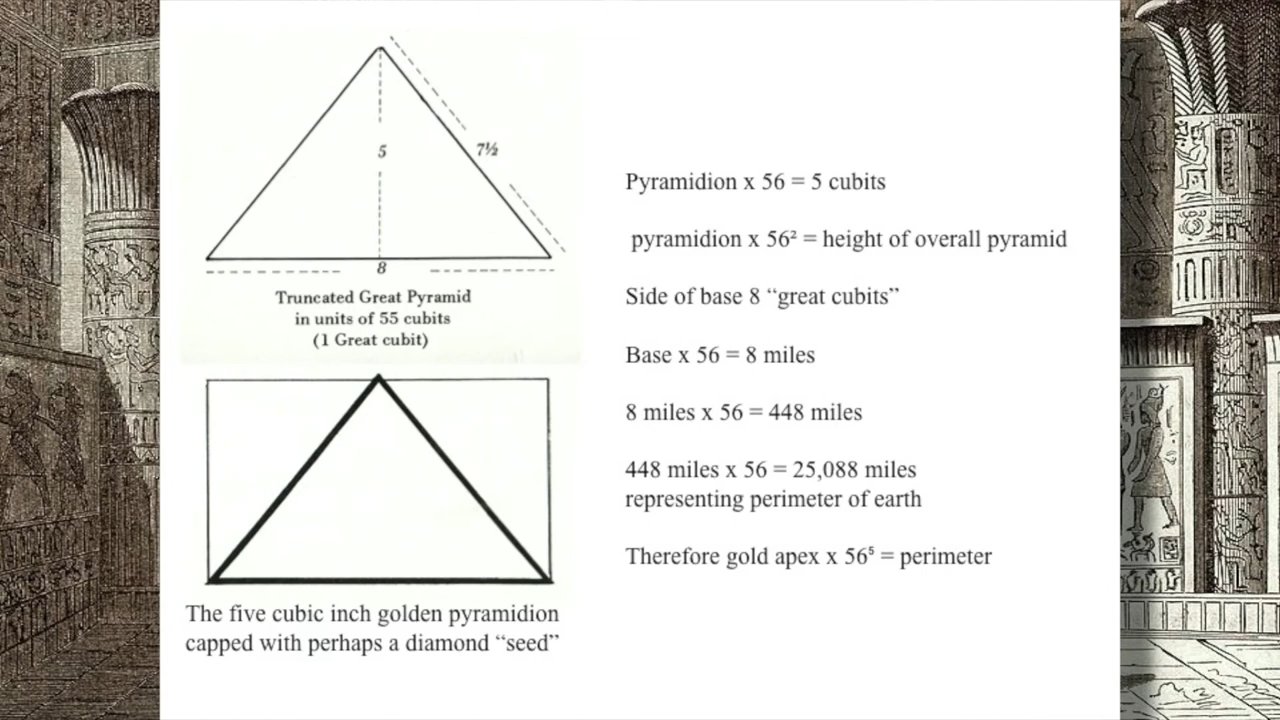 5
7½
8
Truncated Great Pyramid
in units of 55 cubits
(1 Great cubit)
The five cubic inch golden pyramidion
capped with perhaps a diamond “seed”
Pyramidion x 56 = 5 cubits
pyramidion x 56² = height of overall pyramid
Side of base 8 “great cubits”
Base x 56 = 8 miles
8 miles x 56 = 448 miles
448 miles x 56 = 25,088 miles
representing perimeter of earth
Therefore gold apex x 56⁵ = perimeter